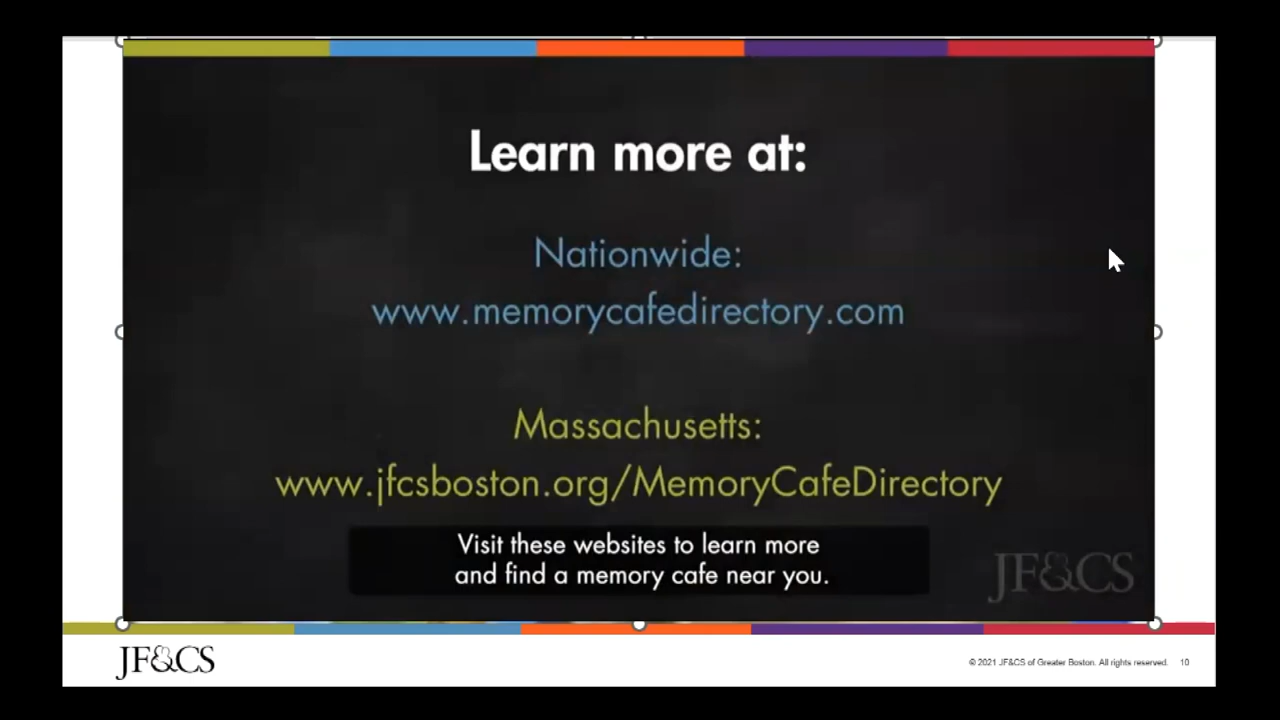 Learn more at:
Nationwide:
www.memorycafedirectory.com
Massachusetts:
www.jfcsboston.org/MemoryCafeDirectory
Visit these websites to learn more
and find a memory cafe near you.
JF&CS
JF&CS
© 2021 JF&CS of Greater Boston. All rights reserved. 10